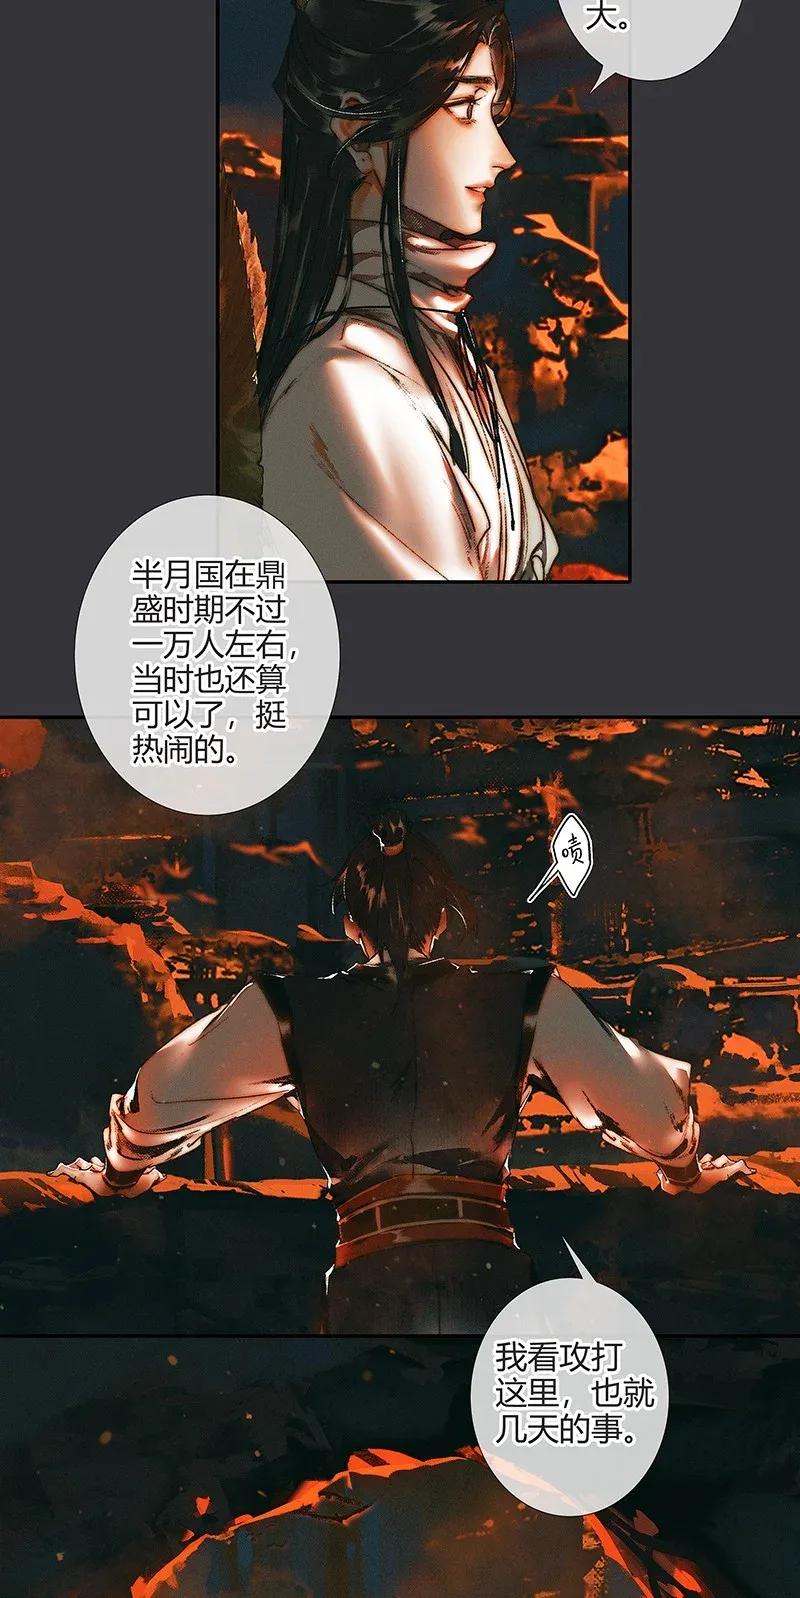 大。
半月国在鼎
盛时期不过
一万人左右，
当时也还算
可以了，挺
热闹的。
啧
我看攻打
这里，也就
几天的事。